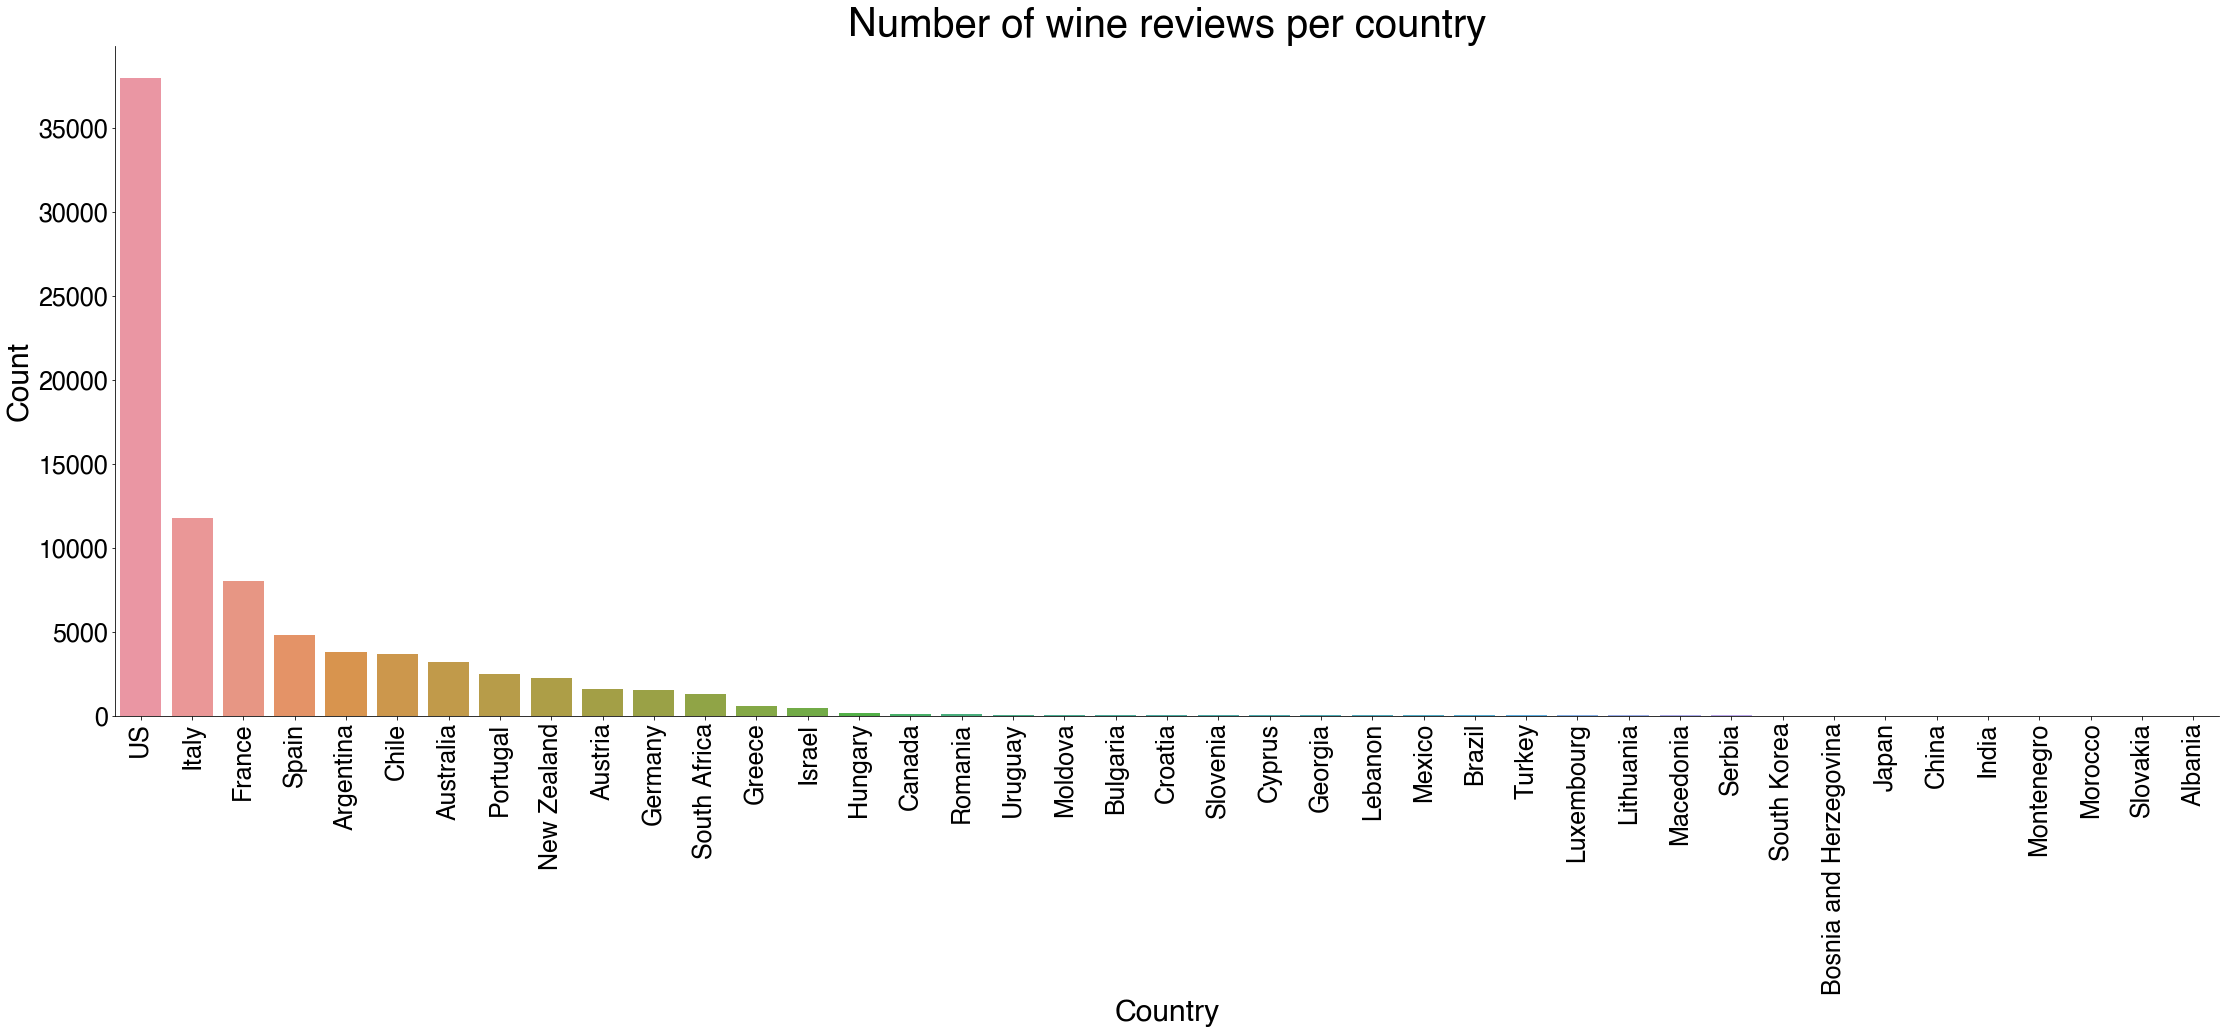 Number of wine reviews per country
Count
35000
30000
25000
20000
15000
10000
5000
0
US
Italy
France
Spain
Argentina
Chile
Australia
Portugal
New Zealand
Austria
Germany
South Africa
Greece
Israel
Hungary
Canada
Romania
Uruguay
Moldova
Bulgaria
Croatia
Slovenia
Cyprus
Georgia
Lebanon
Mexico
Brazil
Turkey
Luxembourg
Lithuania
Macedonia
Serbia
South Korea
Bosnia and Herzegovina
Japan
China
India
Montenegro
Morocco
Slovakia
Albania
Country